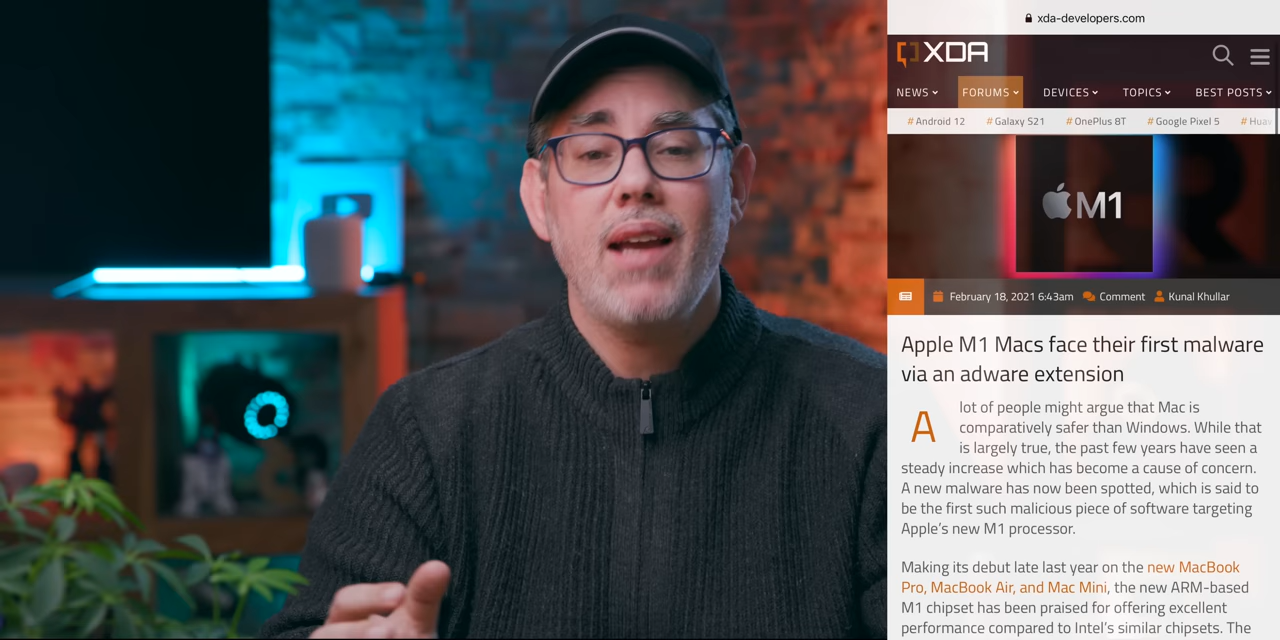 xda-developers.com
XDA
NEWS FORUMS DEVICES TOPICS BEST POSTS
# Android 12 # Galaxy S21 # OnePlus 8T # Google Pixel 5 # Huav
M1
February 18, 2021 6:43am Comment Kunal Khullar
Apple M1 Macs face their first malware
via an adware extension
A lot of people might argue that Mac is
comparatively safer than Windows. While that
is largely true, the past few years have seen a
steady increase which has become a cause of concern.
A new malware has now been spotted, which is said to
be the first such malicious piece of software targeting
Apple's new M1 processor.
Making its debut late last year on the new MacBook
Pro, MacBook Air, and Mac Mini, the new ARM-based
M1 chipset has been praised for offering excellent
performance compared to Intel's similar chipsets. The